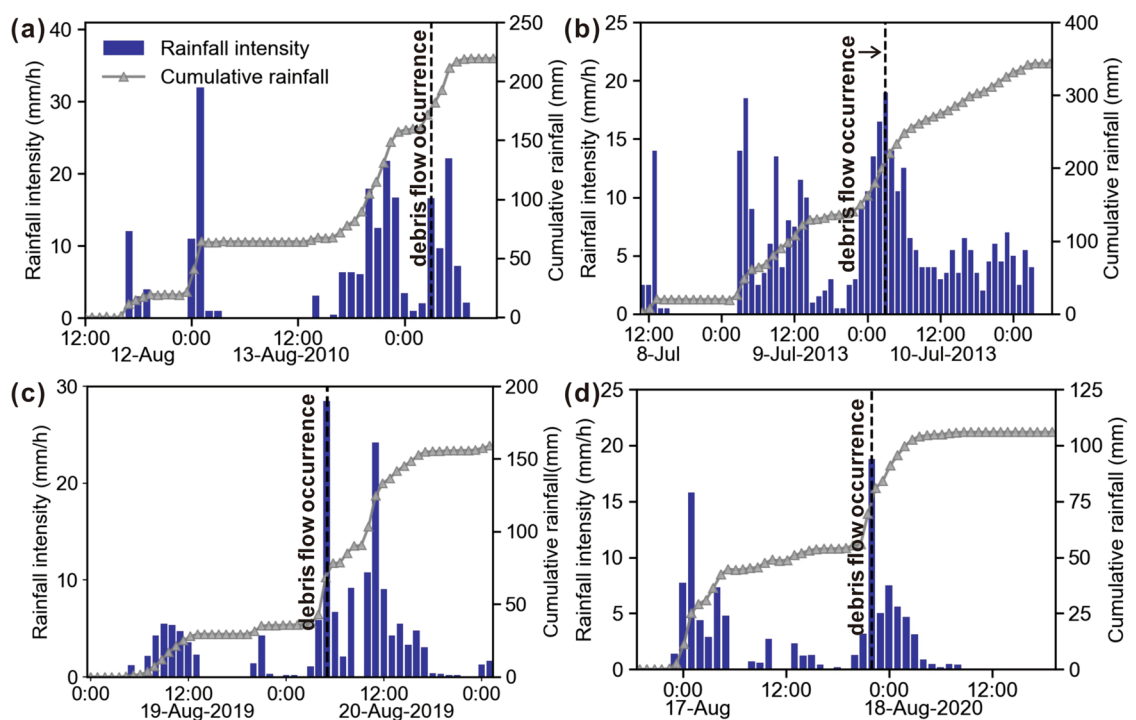 (a)
Rainfall intensity
Cumulative rainfall
debris flow occurrence
Rainfall intensity (mm/h)
Cumulative rainfall (mm)
40
30
20
10
0
250
200
150
100
50
0
12:00 0:00 12:00 0:00
12-Aug 13-Aug-2010
(b)
debris flow occurrence
Rainfall intensity (mm/h)
Cumulative rainfall (mm)
25
20
15
10
5
0
400
300
200
100
0
12:00 0:00 12:00 0:00 12:00 0:00
8-Jul 9-Jul-2013 10-Jul-2013
(c)
debris flow occurrence
Rainfall intensity (mm/h)
Cumulative rainfall(mm)
30
20
10
0
200
150
100
50
0
0:00 12:00 0:00 12:00 0:00
19-Aug-2019 20-Aug-2019
(d)
debris flow occurrence
Rainfall intensity (mm/h)
Cumulative rainfall (mm)
25
20
15
10
5
0
125
100
75
50
25
0
0:00 12:00 0:00 12:00
17-Aug 18-Aug-2020